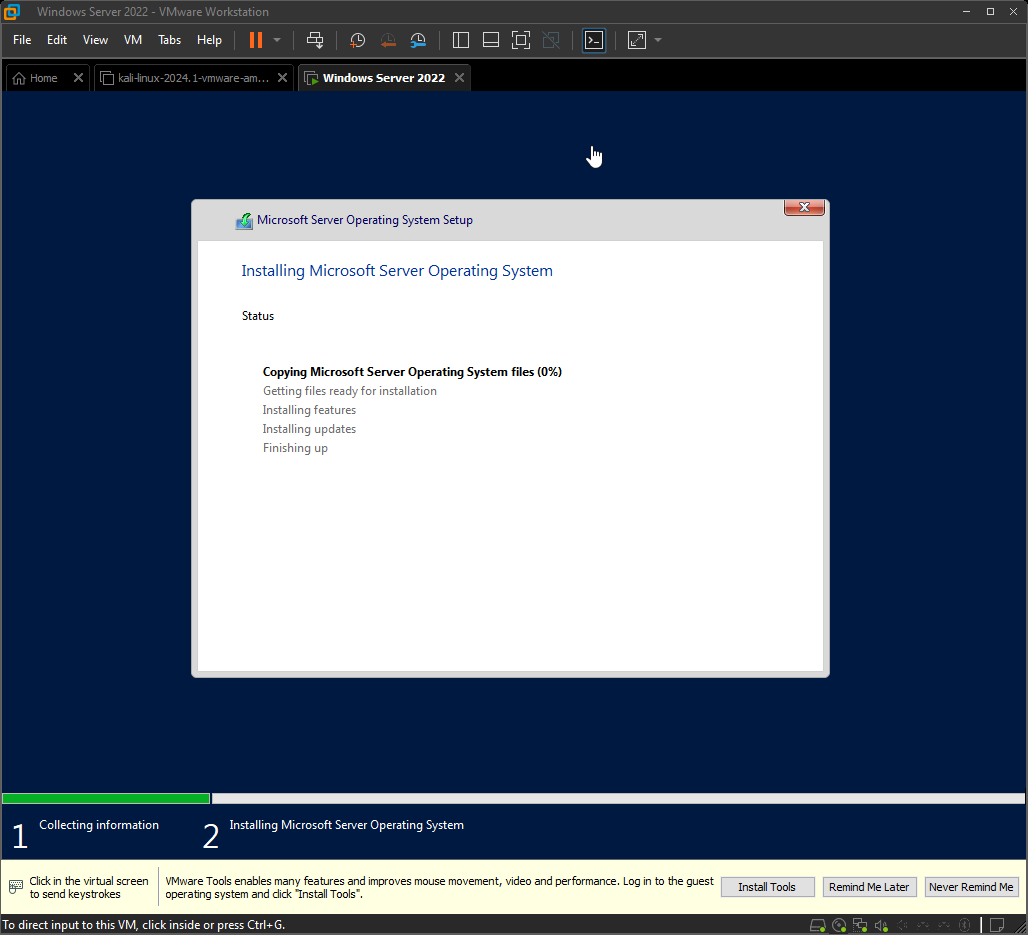 Windows Server 2022 - VMware Workstation
File Edit View VM Tabs Help
Home kali-linux-2024.1-vmware-am... Windows Server 2022
Microsoft Server Operating System Setup
Installing Microsoft Server Operating System
Status
Copying Microsoft Server Operating System files (0%)
Getting files ready for installation
Installing features
Installing updates
Finishing up
1 Collecting information 2 Installing Microsoft Server Operating System
Click in the virtual screen
to send keystrokes
VMware Tools enables many features and improves mouse movement, video and performance. Log in to the guest
operating system and click "Install Tools".
Install Tools Remind Me Later Never Remind Me
To direct input to this VM, click inside or press Ctrl+G.